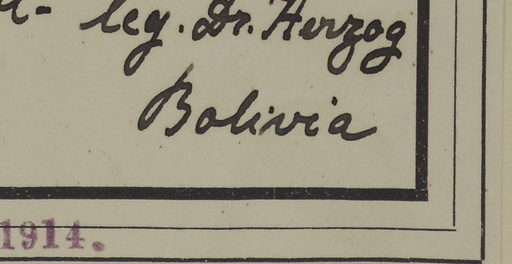 leg. Dr. Herzog
Bolivia
1914.